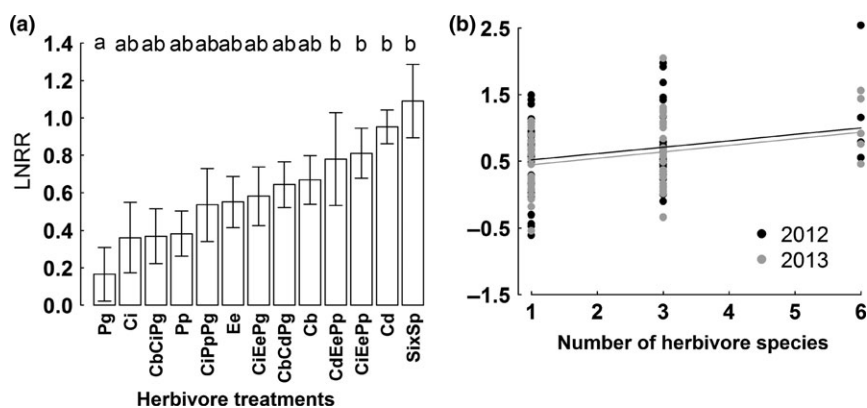 (a)
a ab ab ab ab ab ab ab ab b b b b
1.4
1.2
1.0
0.8
0.6
0.4
0.2
0.0
LNRR
Pg Ci CbCiPg Pp CiPpPg Ee CiEePg CbCdPg Cb CdEePp CiEePp Cd SixSp
Herbivore treatments
(b)
2.5
1.5
0.5
−0.5
−1.5
2012
2013
1 2 3 4 5 6
Number of herbivore species